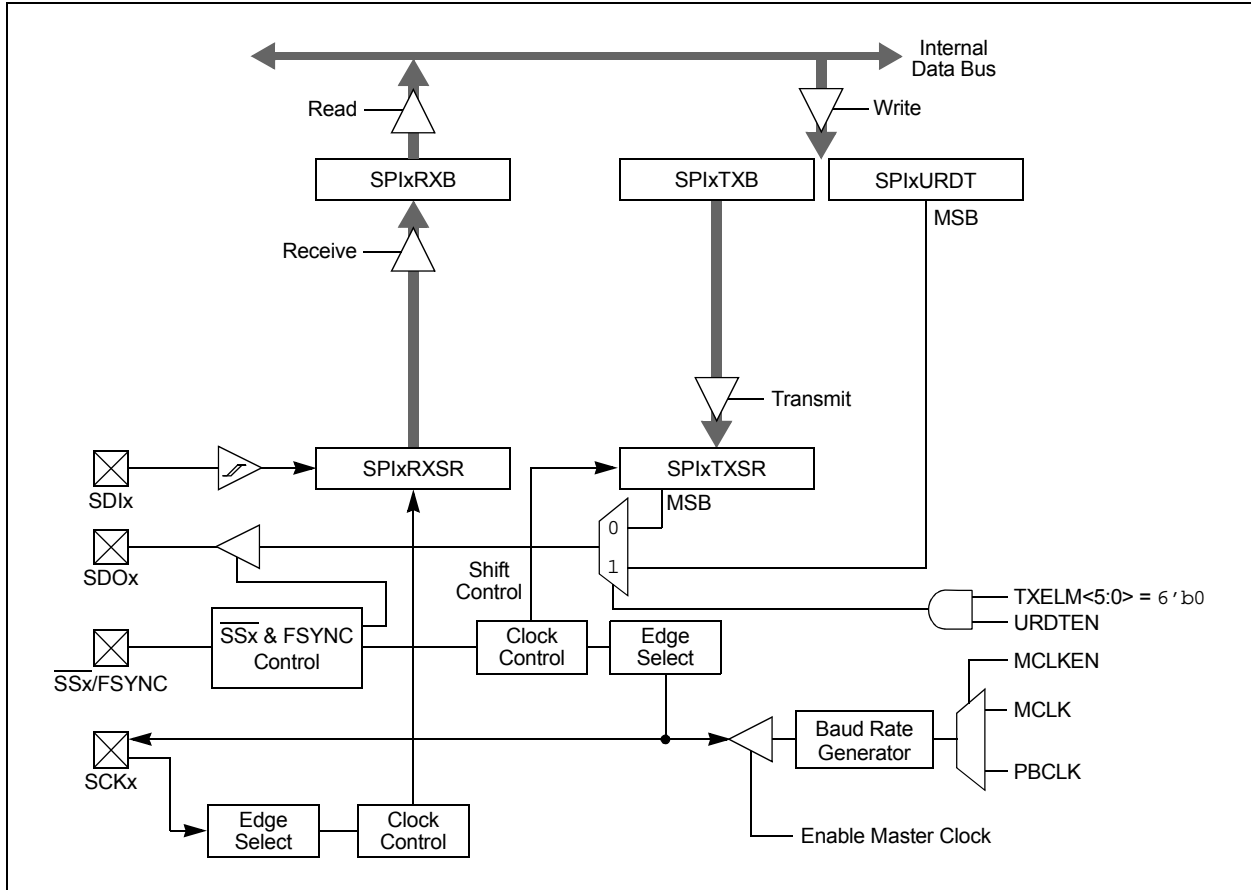 Internal
Data Bus
Read
Write
SPIxRXB
SPIxTXB
SPIxURDT
MSB
Receive
Transmit
SPIxRXSR
SPIxTXSR
SDIx
MSB
0
1
SDOx
Shift
Control
TXELM<5:0> = 6'b0
URDTEN
SSx & FSYNC
Control
Clock
Control
Edge
Select
SSx/FSYNC
MCLKEN
MCLK
Baud Rate
Generator
PBCLK
SCKx
Edge
Select
Clock
Control
Enable Master Clock